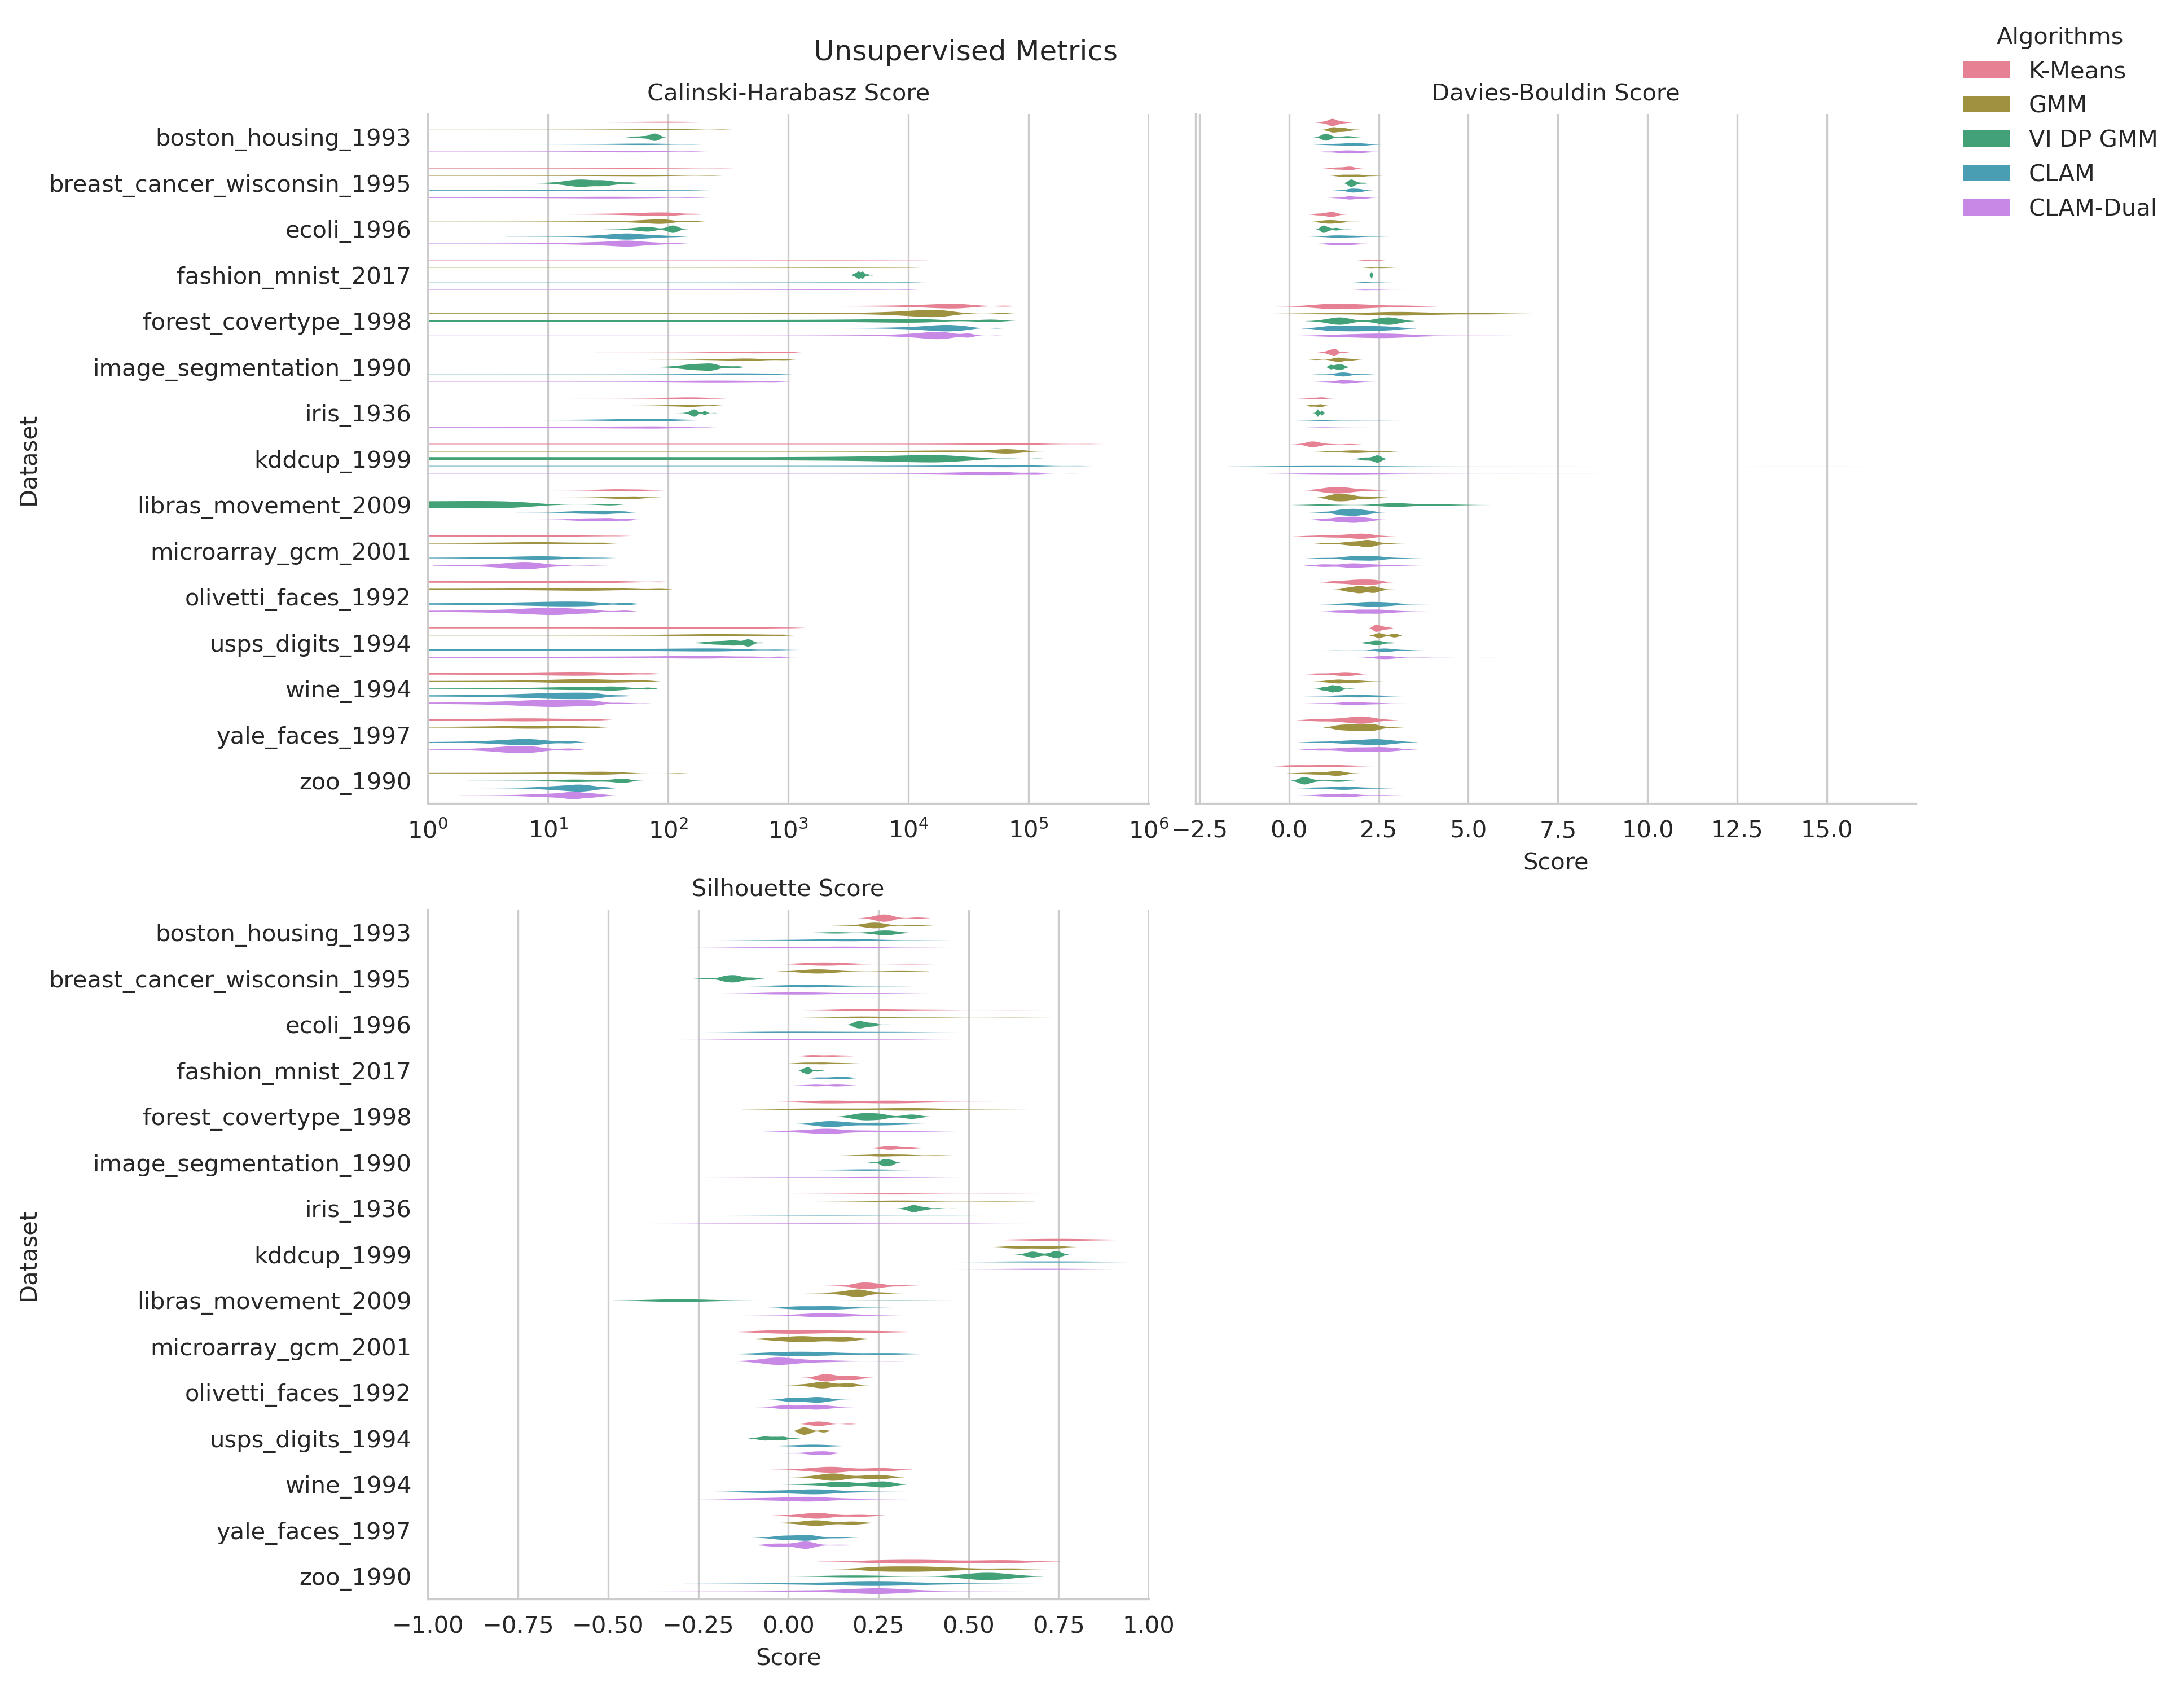 Unsupervised Metrics
Algorithms
K-Means
GMM
VI DP GMM
CLAM
CLAM-Dual
Calinski-Harabasz Score
Dataset
boston_housing_1993
breast_cancer_wisconsin_1995
ecoli_1996
fashion_mnist_2017
forest_covertype_1998
image_segmentation_1990
iris_1936
kddcup_1999
libras_movement_2009
microarray_gcm_2001
olivetti_faces_1992
usps_digits_1994
wine_1994
yale_faces_1997
zoo_1990
10⁰ 10¹ 10² 10³ 10⁴ 10⁵ 10⁶
Davies-Bouldin Score
−2.5 0.0 2.5 5.0 7.5 10.0 12.5 15.0
Score
Silhouette Score
Dataset
boston_housing_1993
breast_cancer_wisconsin_1995
ecoli_1996
fashion_mnist_2017
forest_covertype_1998
image_segmentation_1990
iris_1936
kddcup_1999
libras_movement_2009
microarray_gcm_2001
olivetti_faces_1992
usps_digits_1994
wine_1994
yale_faces_1997
zoo_1990
−1.00 −0.75 −0.50 −0.25 0.00 0.25 0.50 0.75 1.00
Score